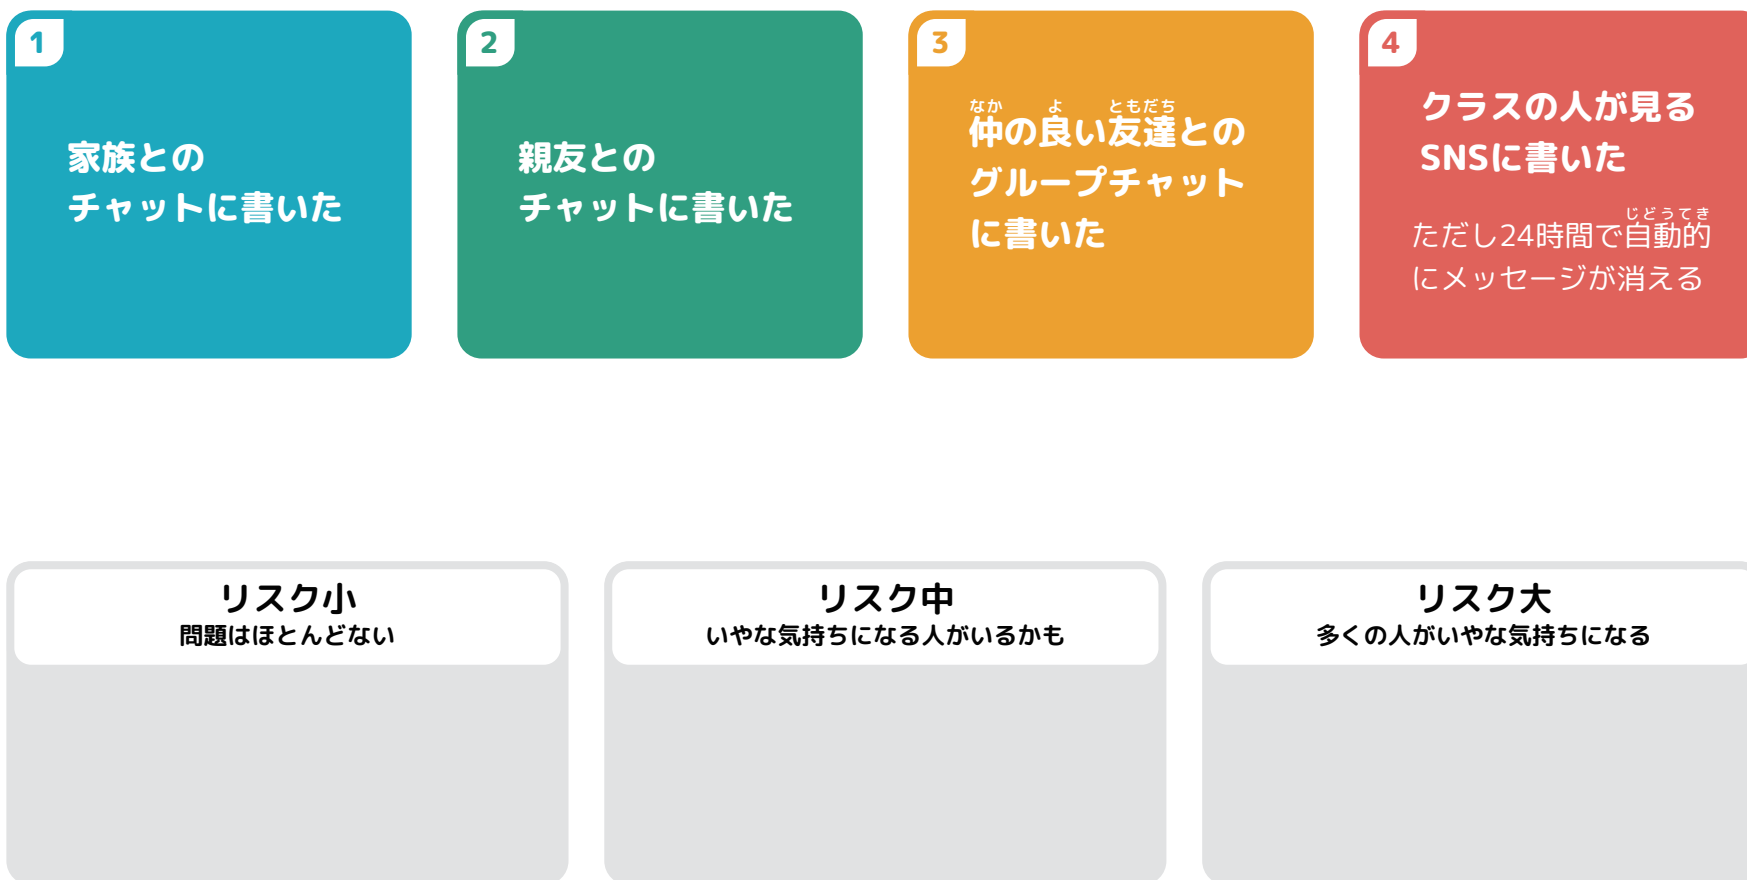 1
家族との
チャットに書いた
2
親友との
チャットに書いた
3
なか よ ともだち
仲の良い友達との
グループチャット
に書いた
4
クラスの人が見る
SNSに書いた
じどうてき
ただし24時間で自動的
にメッセージが消える
リスク小
問題はほとんどない
リスク中
いやな気持ちになる人がいるかも
リスク大
多くの人がいやな気持ちになる